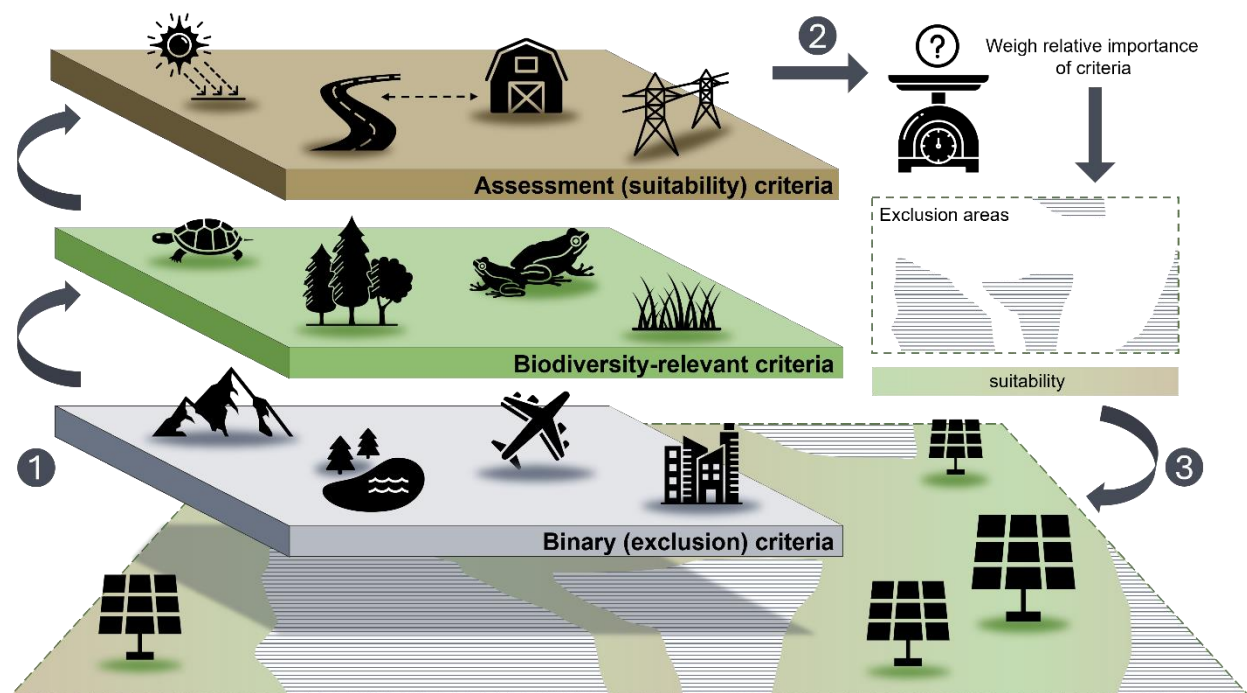 2
?
Weigh relative importance
of criteria
Assessment (suitability) criteria
Exclusion areas
Biodiversity-relevant criteria
suitability
1
3
Binary (exclusion) criteria